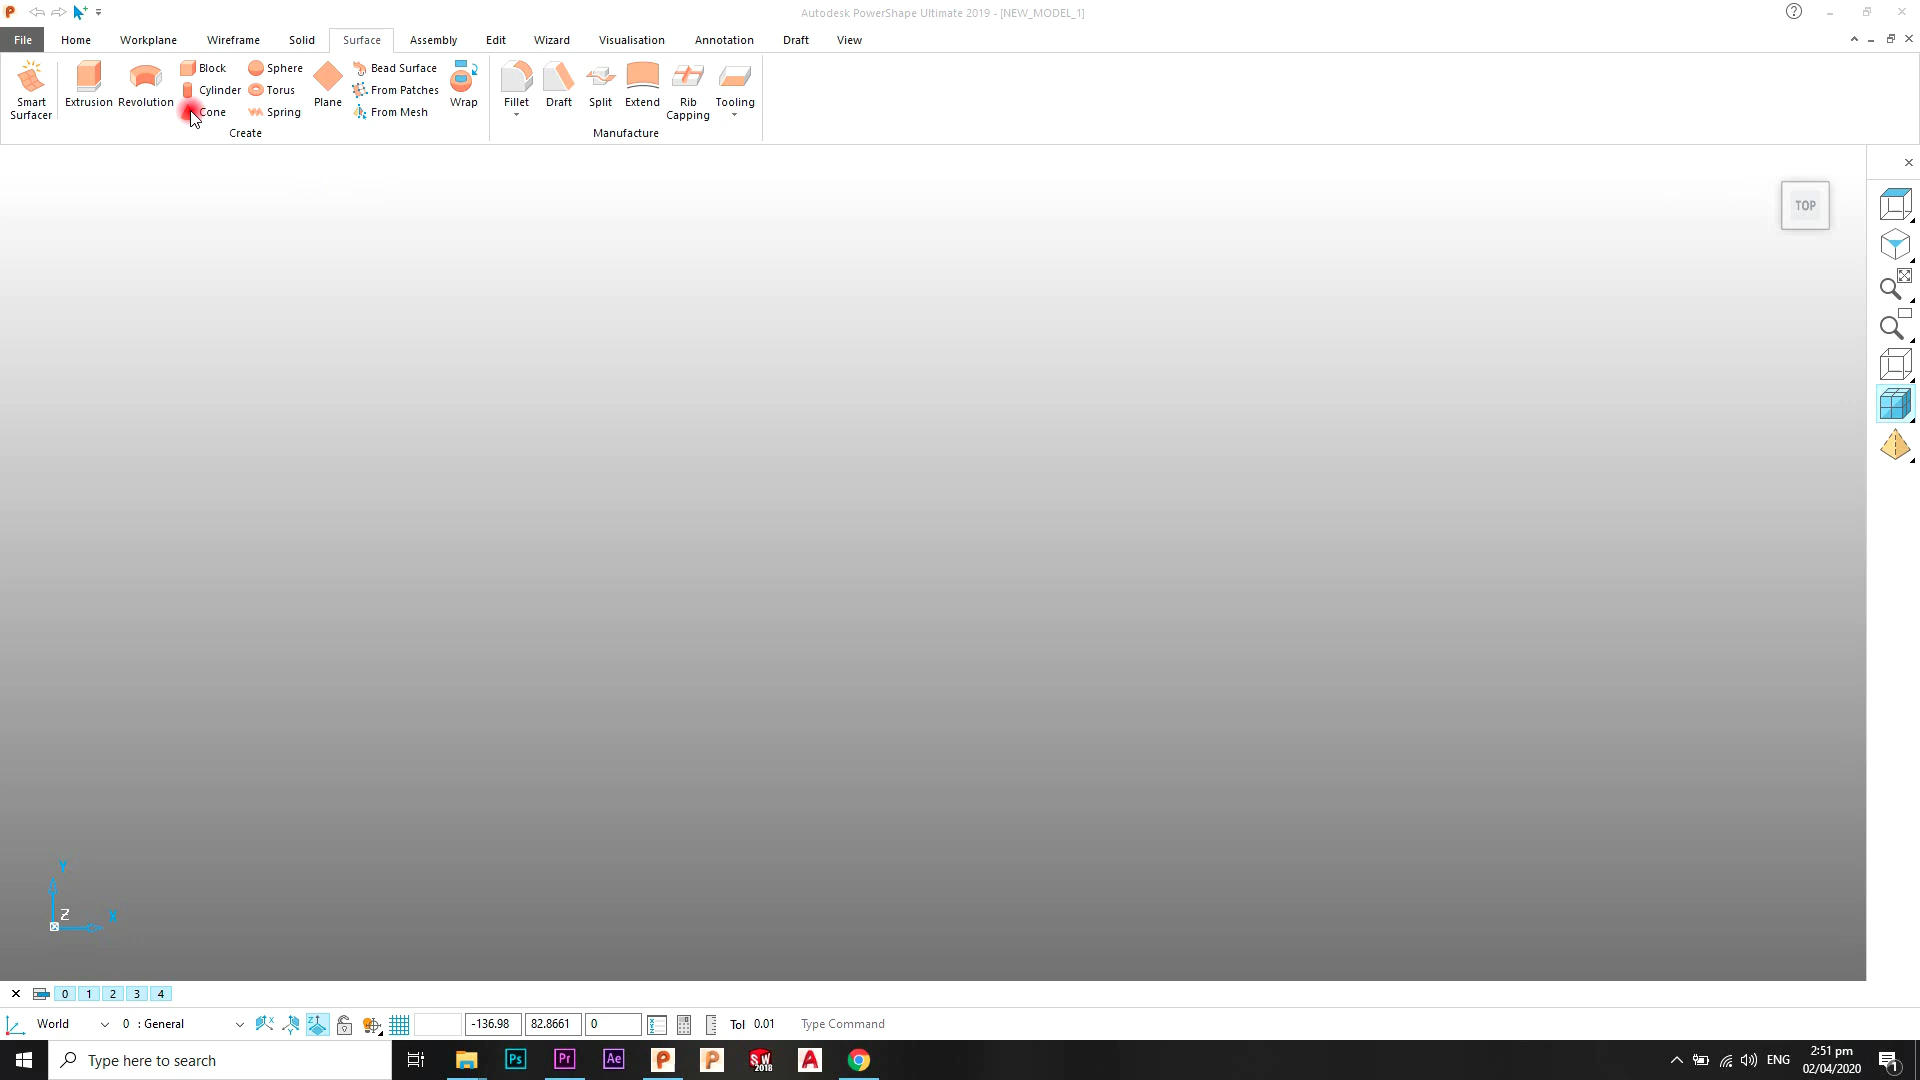 Autodesk PowerShape Ultimate 2019 - [NEW_MODEL_1]
File Home Workplane Wireframe Solid Surface Assembly Edit Wizard Visualisation Annotation Draft View
Smart Surfacer
Extrusion
Revolution
Block
Cylinder
Cone
Sphere
Torus
Spring
Plane
Bead Surface
From Patches
From Mesh
Wrap
Create
Fillet
Draft
Split
Extend
Rib Capping
Tooling
Manufacture
TOP
Y
Z
X
0 1 2 3 4
World 0 : General -136.98 82.8661 0 Tol 0.01 Type Command
Type here to search
Ps
Pr
Ae
P
P
SW 2018
A
ENG
2:51 pm
02/04/2020
1